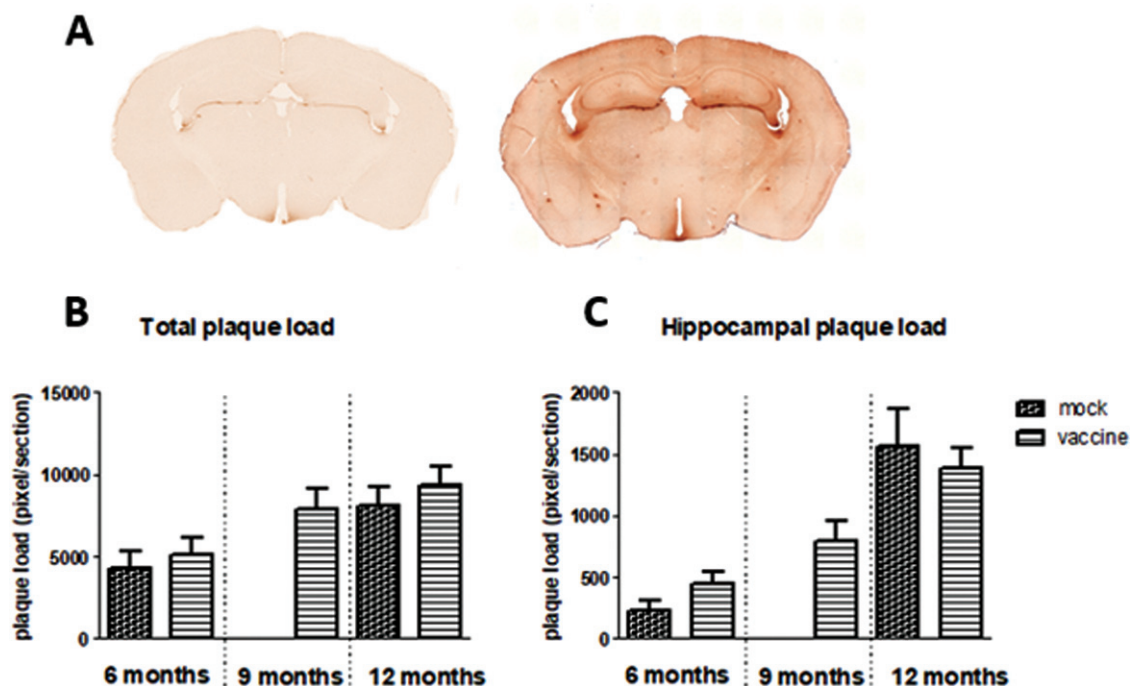 A
B
Total plaque load
plaque load (pixel/section)
15000
10000
5000
0
6 months
9 months
12 months
C
Hippocampal plaque load
plaque load (pixel/section)
2000
1500
1000
500
0
6 months
9 months
12 months
mock
vaccine